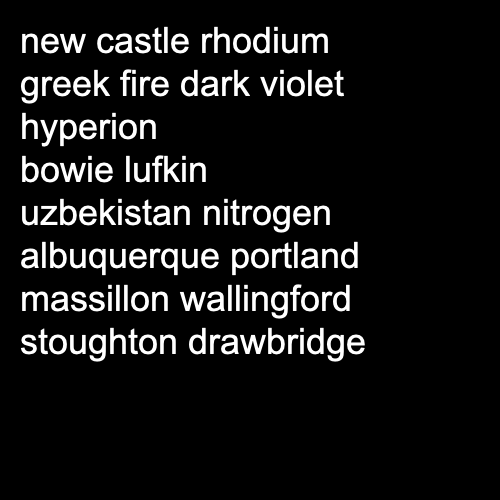 new castle rhodium
greek fire dark violet
hyperion
bowie lufkin
uzbekistan nitrogen
albuquerque portland
massillon wallingford
stoughton drawbridge